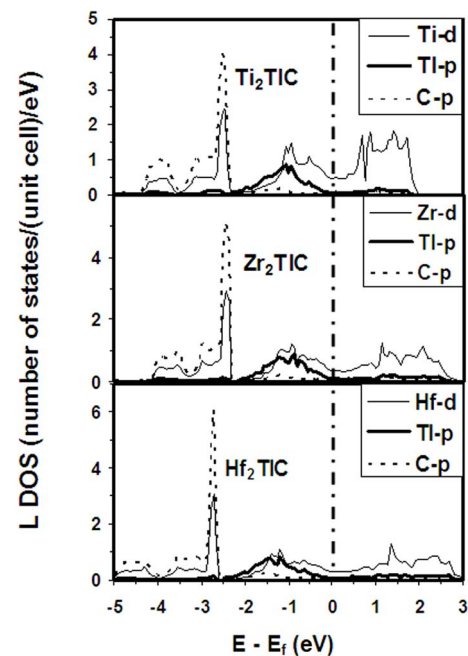 L DOS (number of states/(unit cell)/eV)
5
4
3
2
1
0
Ti₂TlC
Ti-d
Tl-p
C-p
4
2
0
Zr₂TlC
Zr-d
Tl-p
C-p
6
4
2
0
Hf₂TlC
Hf-d
Tl-p
C-p
-5 -4 -3 -2 -1 0 1 2 3
E - E_f (eV)